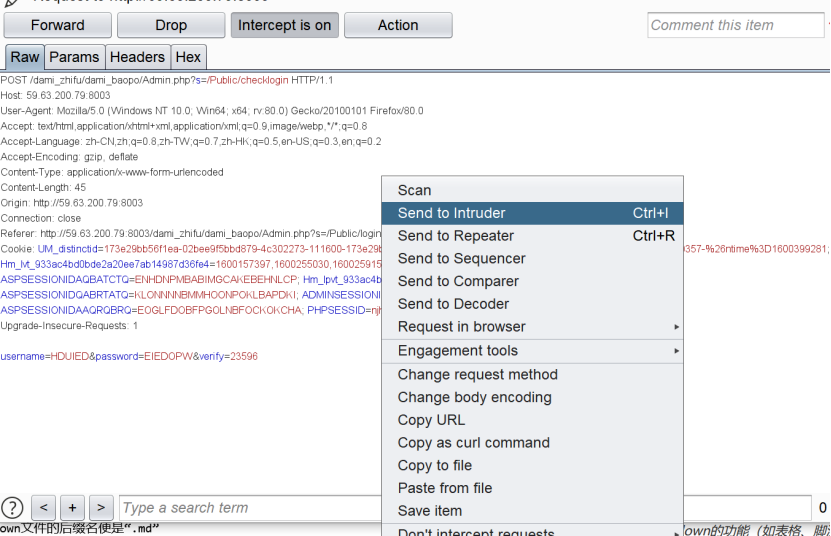 Forward Drop Intercept is on Action Comment this item
Raw Params Headers Hex
POST /dami_zhifu/dami_baopo/Admin.php?s=/Public/checklogin HTTP/1.1
Host: 59.63.200.79:8003
User-Agent: Mozilla/5.0 (Windows NT 10.0; Win64; x64; rv:80.0) Gecko/20100101 Firefox/80.0
Accept: text/html,application/xhtml+xml,application/xml;q=0.9,image/webp,*/*;q=0.8
Accept-Language: zh-CN,zh;q=0.8,zh-TW;q=0.7,zh-HK;q=0.5,en-US;q=0.3,en;q=0.2
Accept-Encoding: gzip, deflate
Content-Type: application/x-www-form-urlencoded
Content-Length: 45
Origin: http://59.63.200.79:8003
Connection: close
Referer: http://59.63.200.79:8003/dami_zhifu/dami_baopo/Admin.php?s=/Public/login
Cookie: UM_distinctid=173e29bb56f1ea-02bee9f5bbd879-4c302273-111600-173e29b 0357-%26ntime%3D1600399281;
Hm_lvt_933ac4bd0bde2a20ee7ab14987d36fe4=1600157397,1600255030,160025915
ASPSESSIONIDAQBATCTQ=ENHDNPMBABIMGCAKEBEHNLCP; Hm_lpvt_933ac4b
ASPSESSIONIDQABRTATQ=KLONNNNBMMHOONPOKLBAPDKI; ADMINSESSIONI
ASPSESSIONIDAAQRQBRQ=EOGLFDOBFPGOLNBFOCKOKCHA; PHPSESSID=njh
Upgrade-Insecure-Requests: 1
username=HDUIED&password=EIEDOPW&verify=23596
Scan
Send to Intruder Ctrl+I
Send to Repeater Ctrl+R
Send to Sequencer
Send to Comparer
Send to Decoder
Request in browser
Engagement tools
Change request method
Change body encoding
Copy URL
Copy as curl command
Copy to file
Paste from file
Save item
Don't intercept requests
? < + > Type a search term 0
own文件的后缀名便是“.md” down的功能（如表格、脚